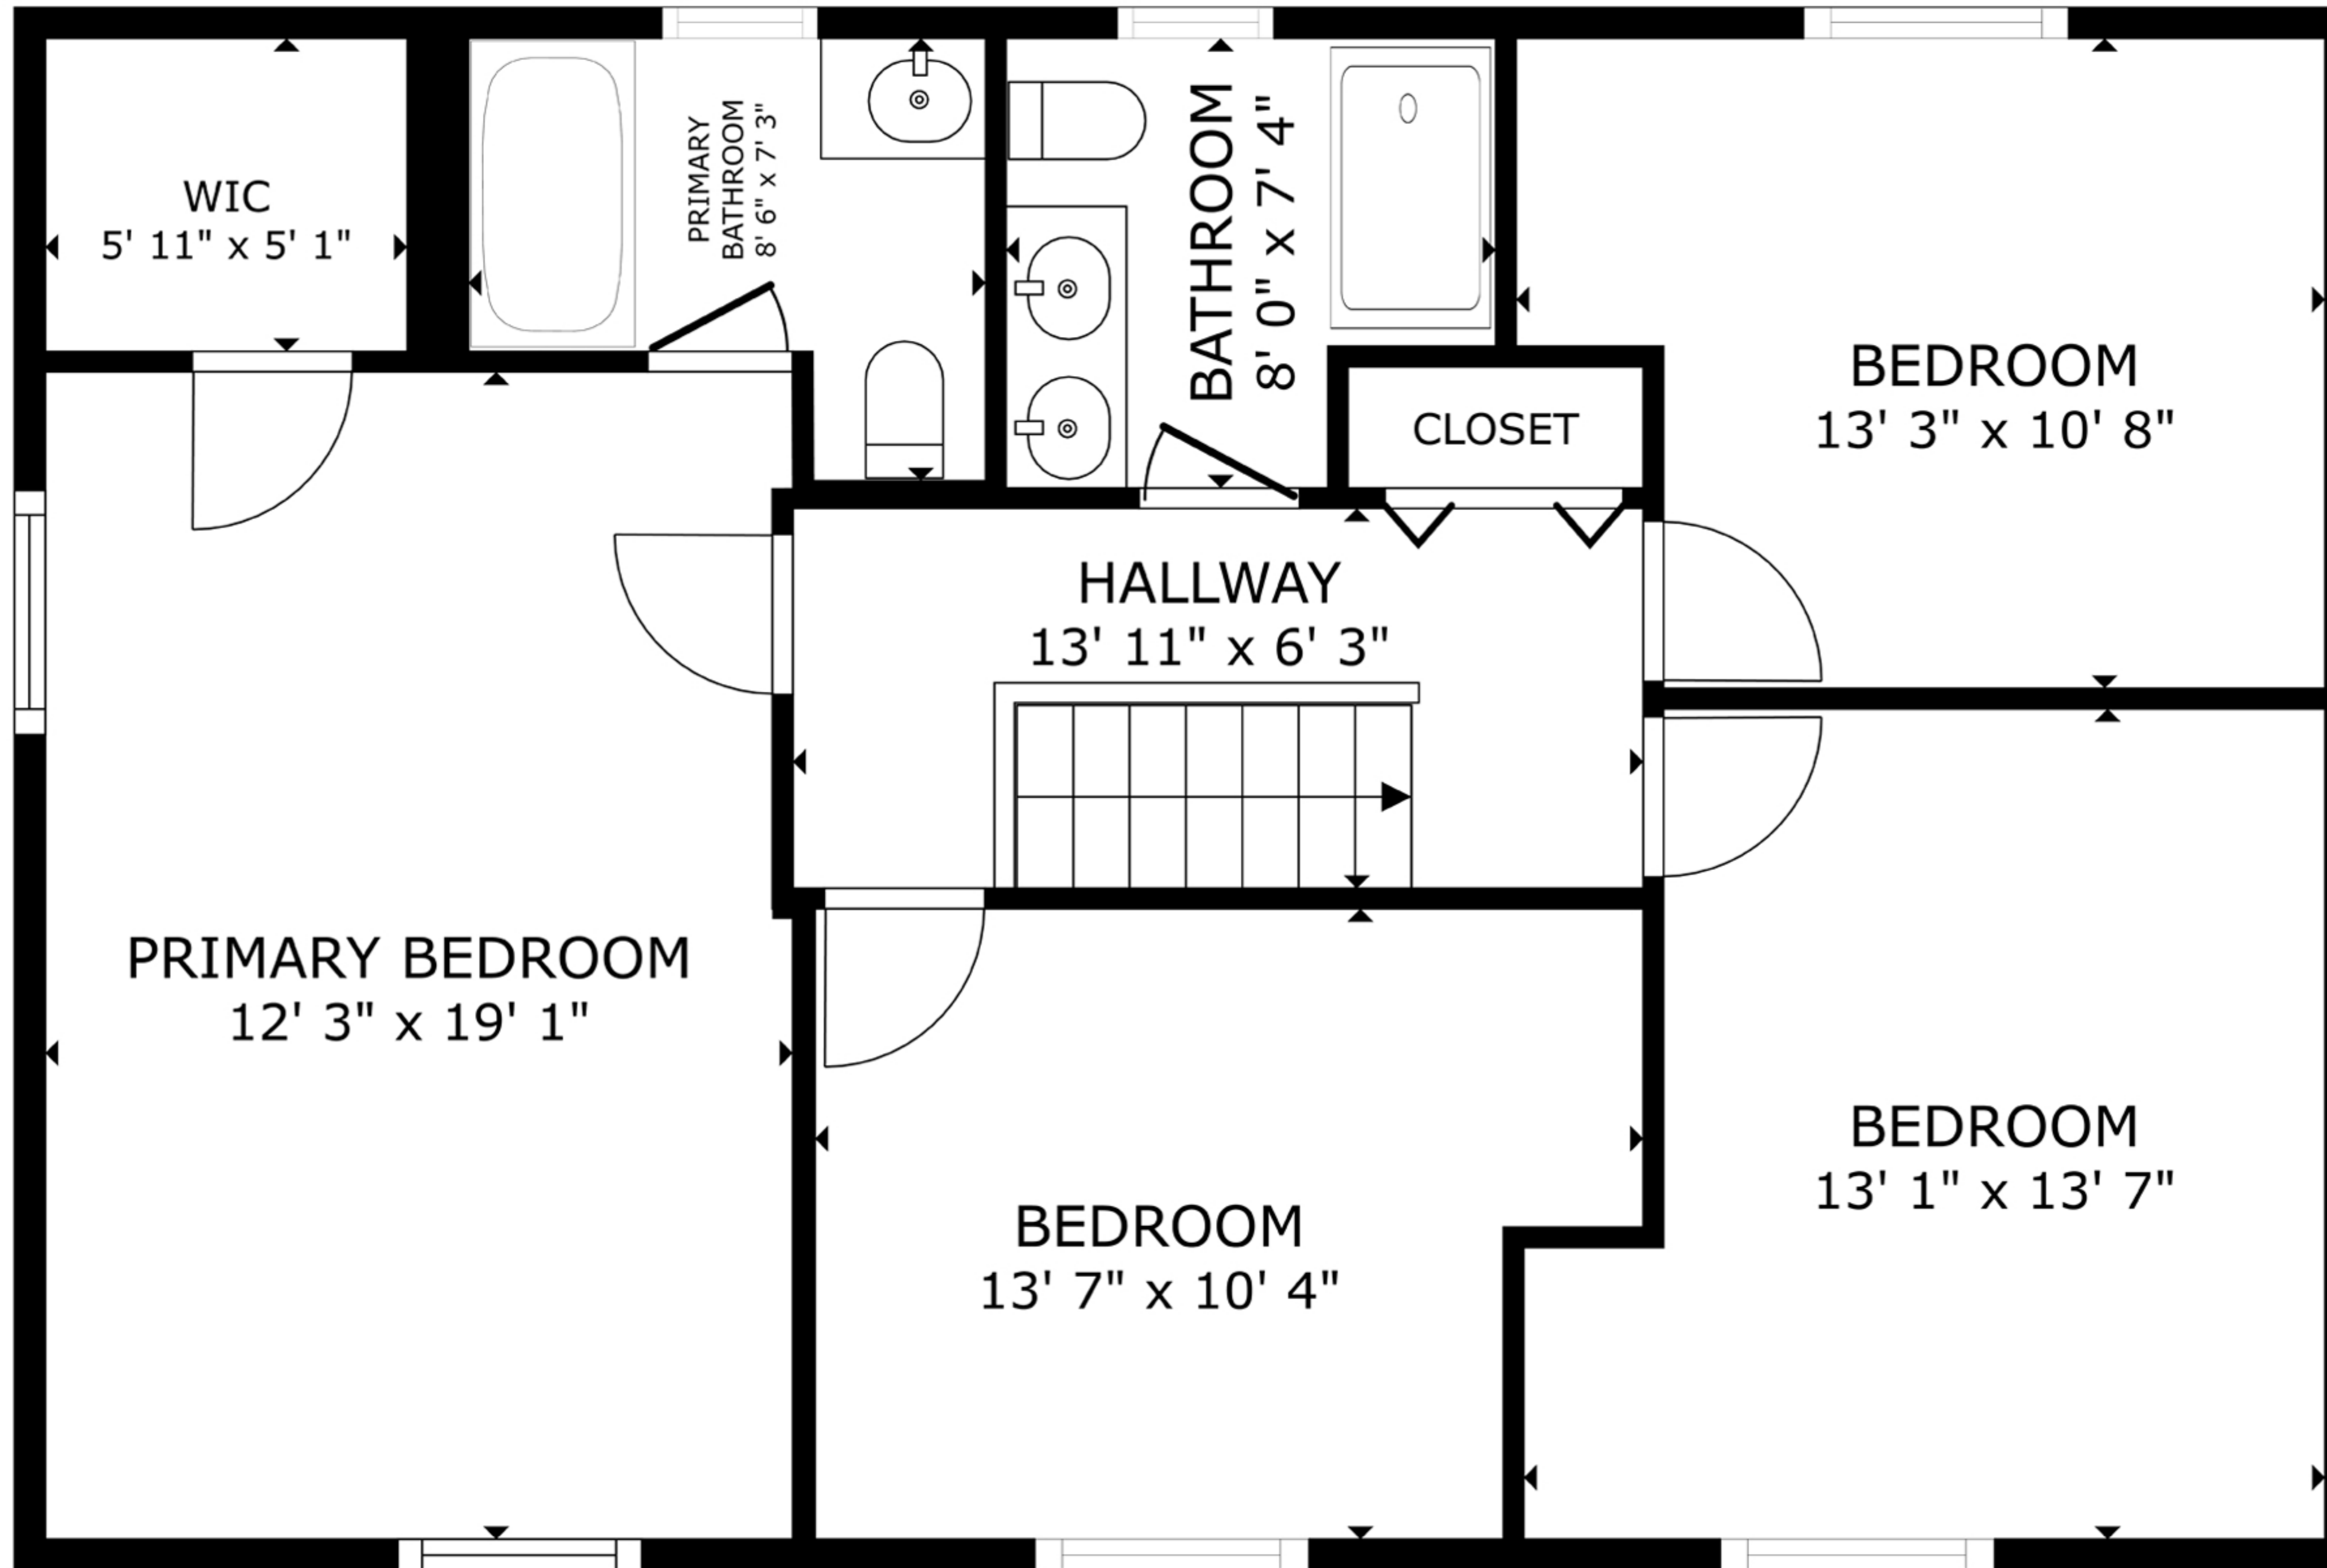 WIC
5' 11" x 5' 1"
PRIMARY
BATHROOM
8' 6" x 7' 3"
BATHROOM
8' 0" x 7' 4"
BEDROOM
13' 3" x 10' 8"
CLOSET
HALLWAY
13' 11" x 6' 3"
PRIMARY BEDROOM
12' 3" x 19' 1"
BEDROOM
13' 7" x 10' 4"
BEDROOM
13' 1" x 13' 7"